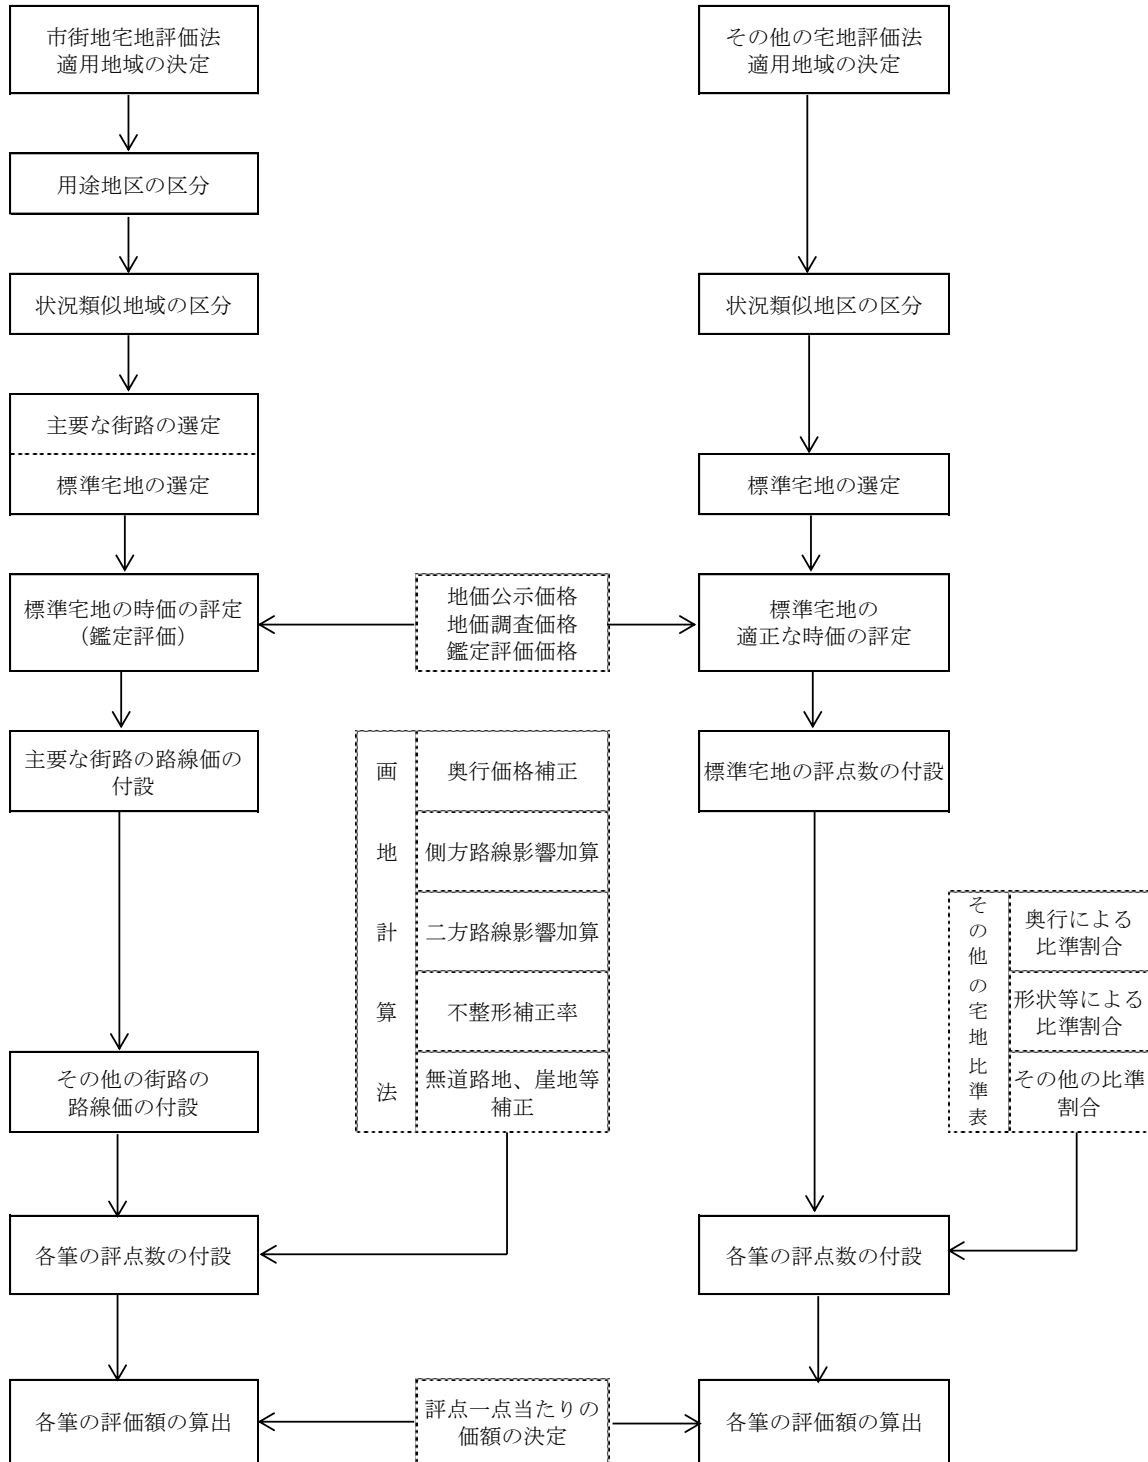 市街地宅地評価法
適用地域の決定
用途地区の区分
状況類似地域の区分
主要な街路の選定
標準宅地の選定
標準宅地の時価の評定
（鑑定評価）
主要な街路の路線価の
付設
その他の街路の
路線価の付設
各筆の評点数の付設
各筆の評価額の算出
地価公示価格
地価調査価格
鑑定評価価格
画地計算法
奥行価格補正
側方路線影響加算
二方路線影響加算
不整形補正率
無道路地、崖地等
補正
評点一点当たりの
価額の決定
その他の宅地評価法
適用地域の決定
状況類似地区の区分
標準宅地の選定
標準宅地の
適正な時価の評定
標準宅地の評点数の付設
各筆の評点数の付設
各筆の評価額の算出
その他の宅地比準表
奥行による
比準割合
形状等による
比準割合
その他の比準
割合